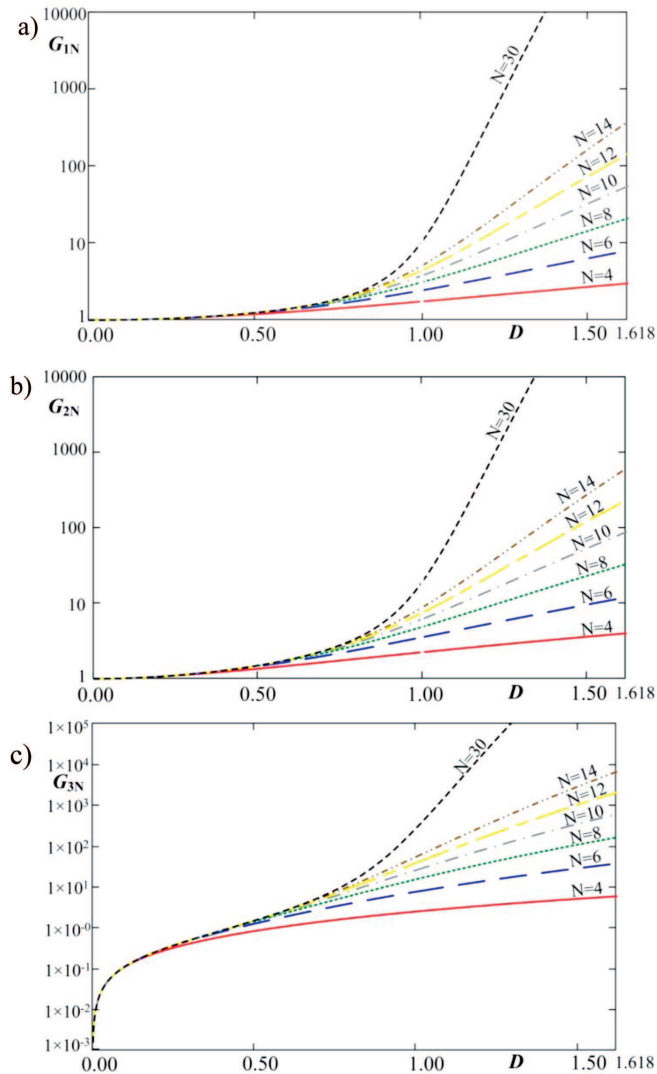 a)
G1N
10000
1000
100
10
1
N=30
N=14
N=12
N=10
N=8
N=6
N=4
0.00
0.50
1.00
D
1.50
1.618
b)
G2N
10000
1000
100
10
1
N=30
N=14
N=12
N=10
N=8
N=6
N=4
0.00
0.50
1.00
D
1.50
1.618
c)
G3N
1×10⁵
1×10⁴
1×10³
1×10²
1×10¹
1×10⁻⁰
1×10⁻¹
1×10⁻²
1×10⁻³
N=30
N=14
N=12
N=10
N=8
N=6
N=4
0.00
0.50
1.00
D
1.50
1.618